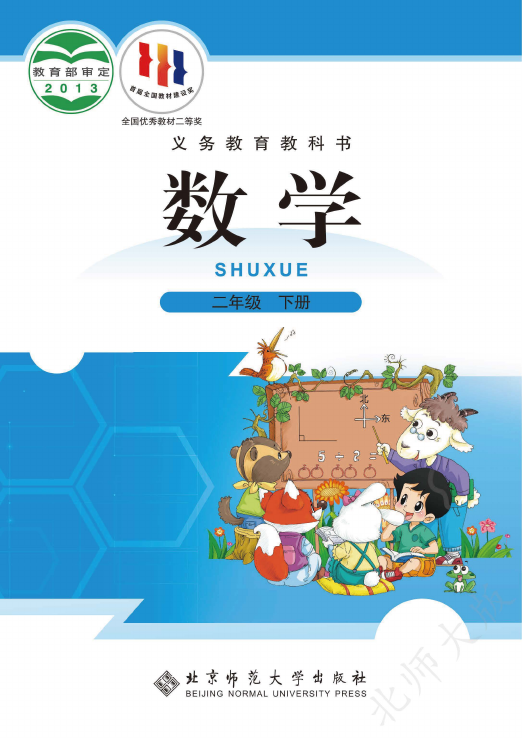 教育部审定
2013
首届全国教材建设奖
全国优秀教材二等奖
义务教育教科书
数学
SHUXUE
二年级 下册
北
东
5÷2=
北京师范大学出版社
BEIJING NORMAL UNIVERSITY PRESS
北师大版